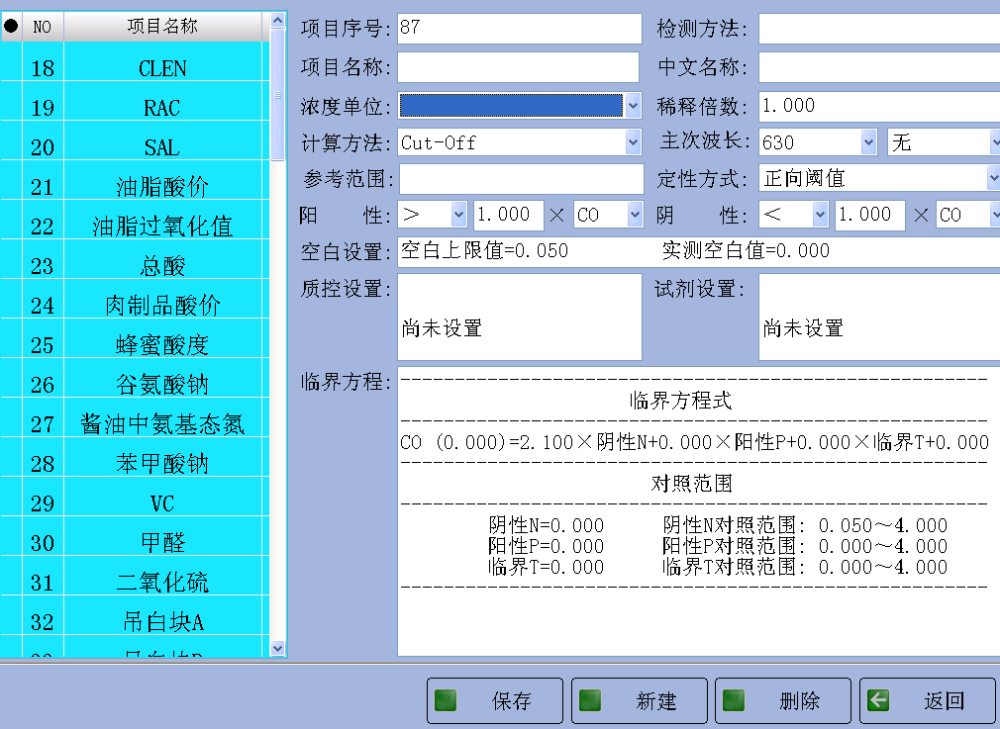 NO 项目名称
18 CLEN
19 RAC
20 SAL
21 油脂酸价
22 油脂过氧化值
23 总酸
24 肉制品酸价
25 蜂蜜酸度
26 谷氨酸钠
27 酱油中氨基态氮
28 苯甲酸钠
29 VC
30 甲醛
31 二氧化硫
32 吊白块A
项目序号: 87 检测方法:
项目名称: 中文名称:
浓度单位: 稀释倍数: 1.000
计算方法: Cut-Off 主次波长: 630 无
参考范围: 定性方式: 正向阈值
阳 性: > 1.000 × CO 阴 性: < 1.000 × CO
空白设置: 空白上限值=0.050 实测空白值=0.000
质控设置: 尚未设置 试剂设置: 尚未设置
临界方程:
临界方程式
CO (0.000)=2.100×阴性N+0.000×阳性P+0.000×临界T+0.000
对照范围
阴性N=0.000 阴性N对照范围: 0.050～4.000
阳性P=0.000 阳性P对照范围: 0.000～4.000
临界T=0.000 临界T对照范围: 0.000～4.000
保存 新建 删除 返回